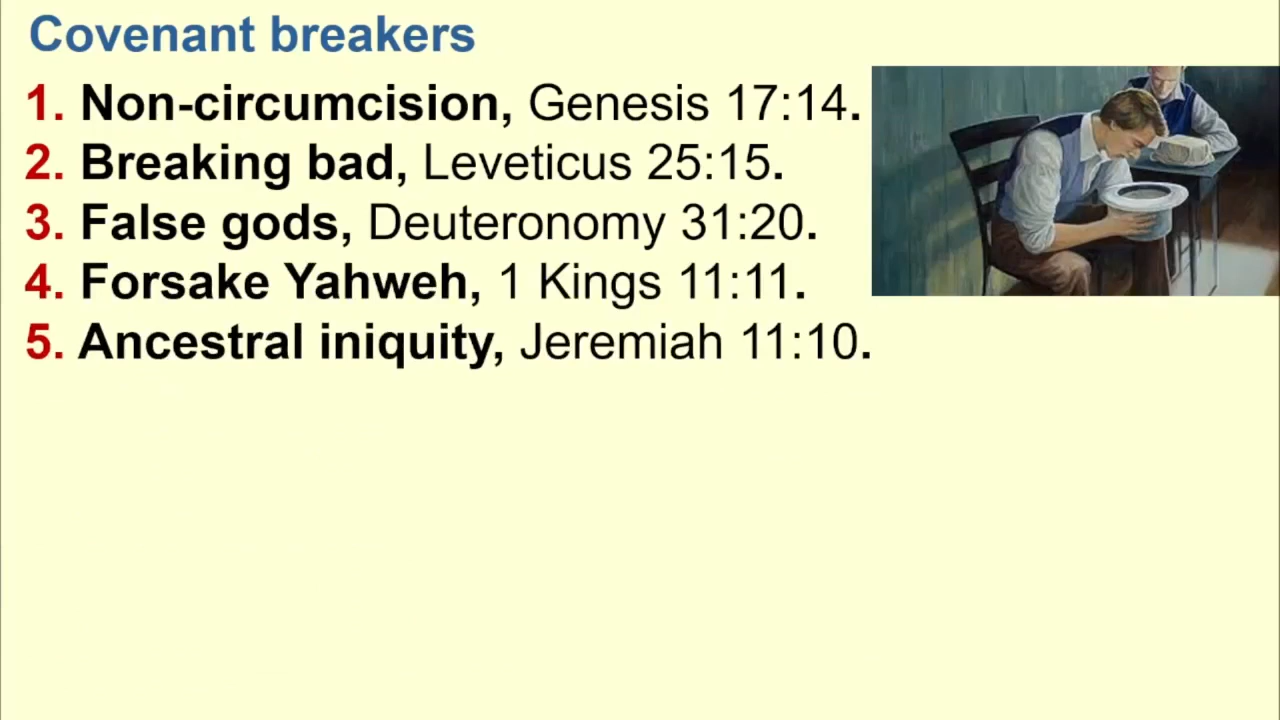 Covenant breakers
1. Non-circumcision, Genesis 17:14.
2. Breaking bad, Leveticus 25:15.
3. False gods, Deuteronomy 31:20.
4. Forsake Yahweh, 1 Kings 11:11.
5. Ancestral iniquity, Jeremiah 11:10.